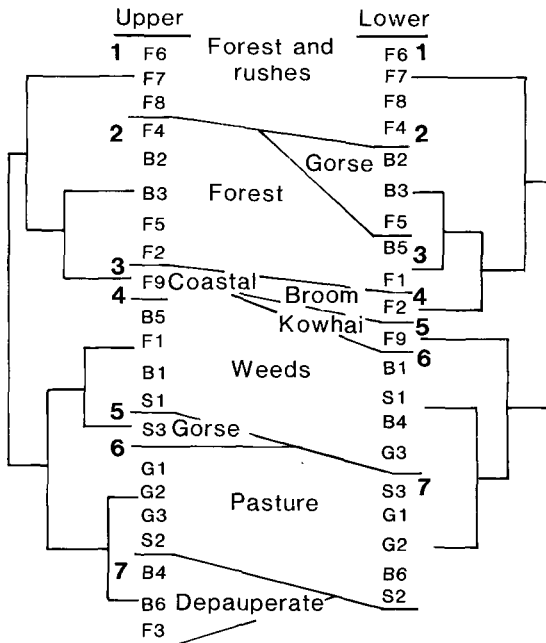 Upper Lower
1 F6 Forest and F6 1
F7 rushes F7
F8 F8
2 F4 F4 2
B2 Gorse B2
B3 Forest B3
F5 F5
B5 3
F2 F1
3 F9 Coastal Broom 4
4 F2
B5 Kowhai 5
F1 F9 6
B1 Weeds B1
S1 S1
5 B4
S3 Gorse G3
6 7
G1 S3
G2 Pasture G1
G3 G2
S2
7 B4 B6
B6 Depauperate S2
F3